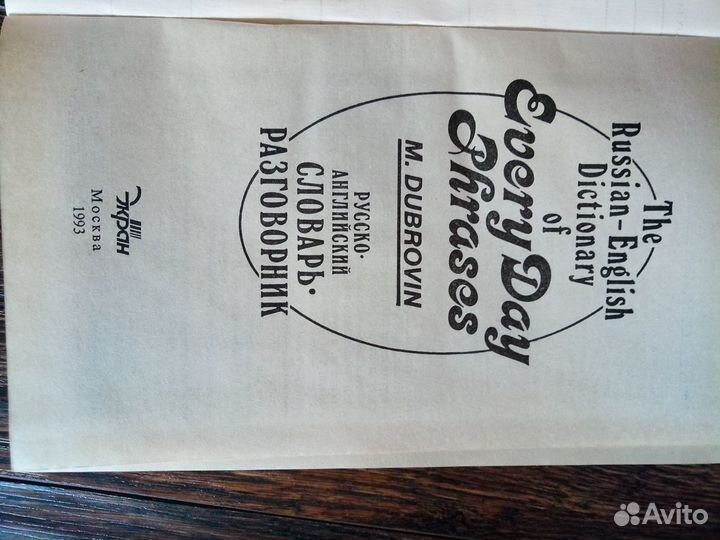 The
Russian-English
Dictionary
of
Every Day
Phrases
M. DUBROVIN
РУССКО-
АНГЛИЙСКИЙ
СЛОВАРЬ-
РАЗГОВОРНИК
Экран
Москва
1993
Avito